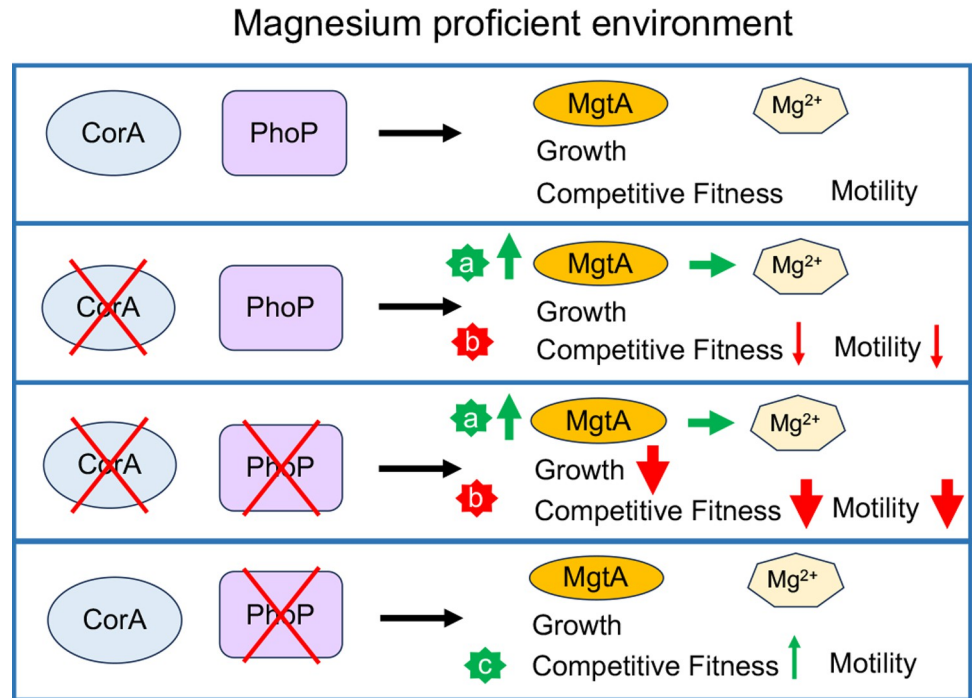 Magnesium proficient environment
CorA PhoP MgtA Mg²⁺
Growth
Competitive Fitness Motility
CorA PhoP a MgtA Mg²⁺
Growth
b Competitive Fitness Motility
CorA PhoP a MgtA Mg²⁺
Growth
b Competitive Fitness Motility
CorA PhoP MgtA Mg²⁺
Growth
c Competitive Fitness Motility